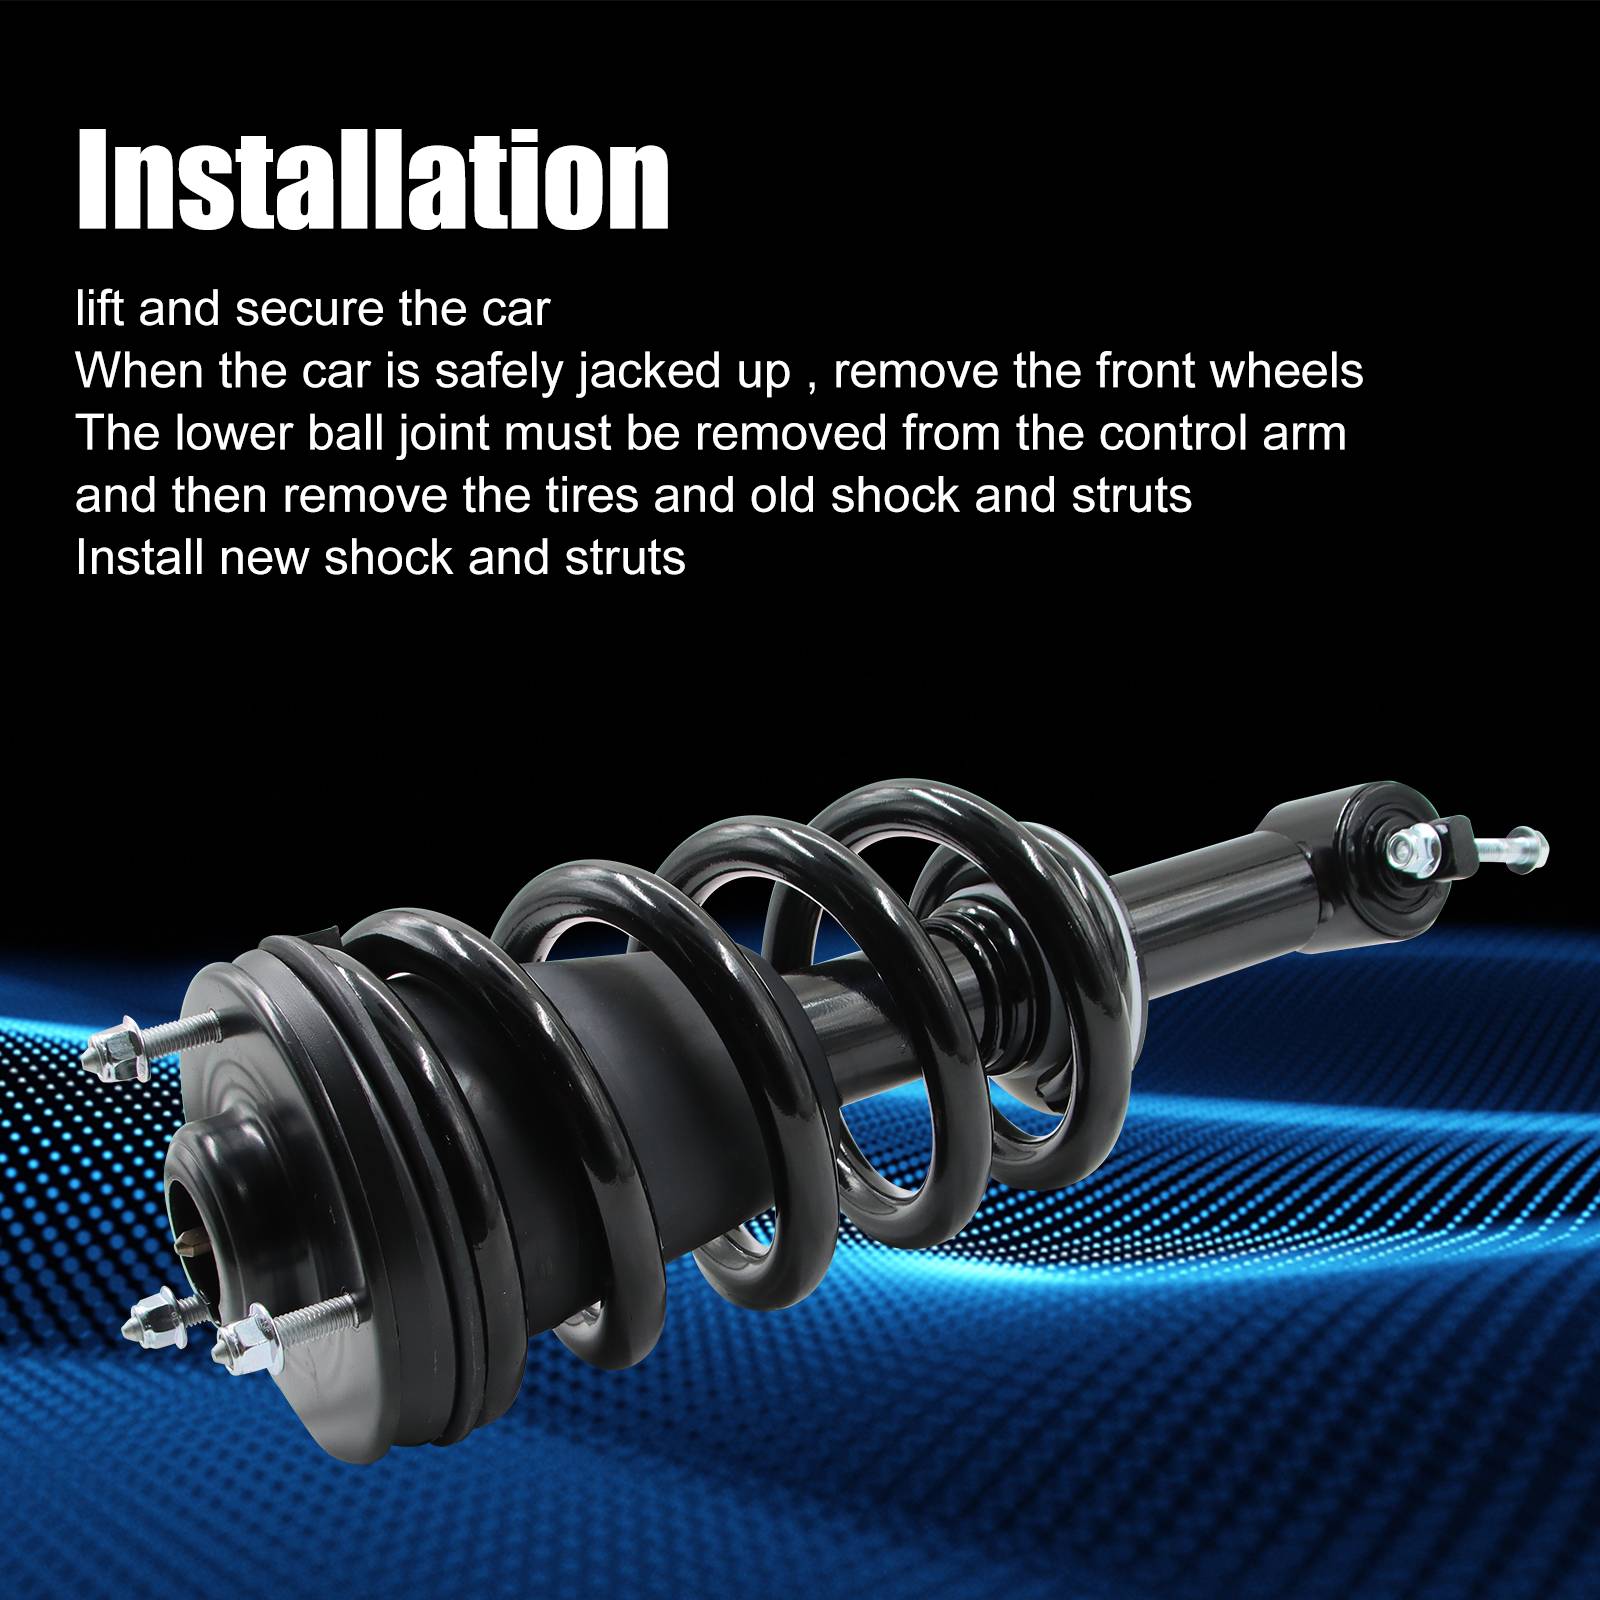 Installation
lift and secure the car
When the car is safely jacked up , remove the front wheels
The lower ball joint must be removed from the control arm
and then remove the tires and old shock and struts
Install new shock and struts